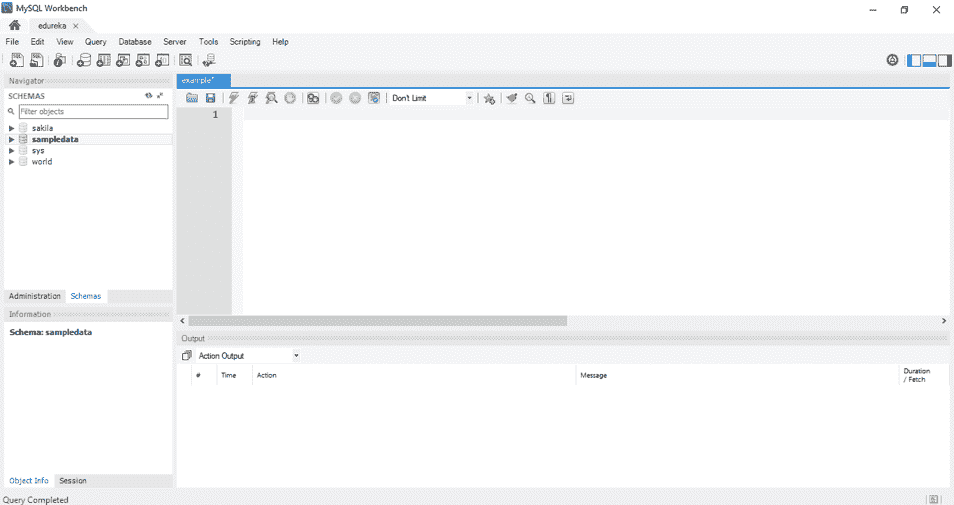 MySQL Workbench
edureka ×
File Edit View Query Database Server Tools Scripting Help
Navigator
SCHEMAS
Filter objects
sakila
sampledata
sys
world
Administration Schemas
Information
Schema: sampledata
Object Info Session
Query Completed
example*
Don't Limit
1
Output
Action Output
# Time Action Message Duration
/ Fetch